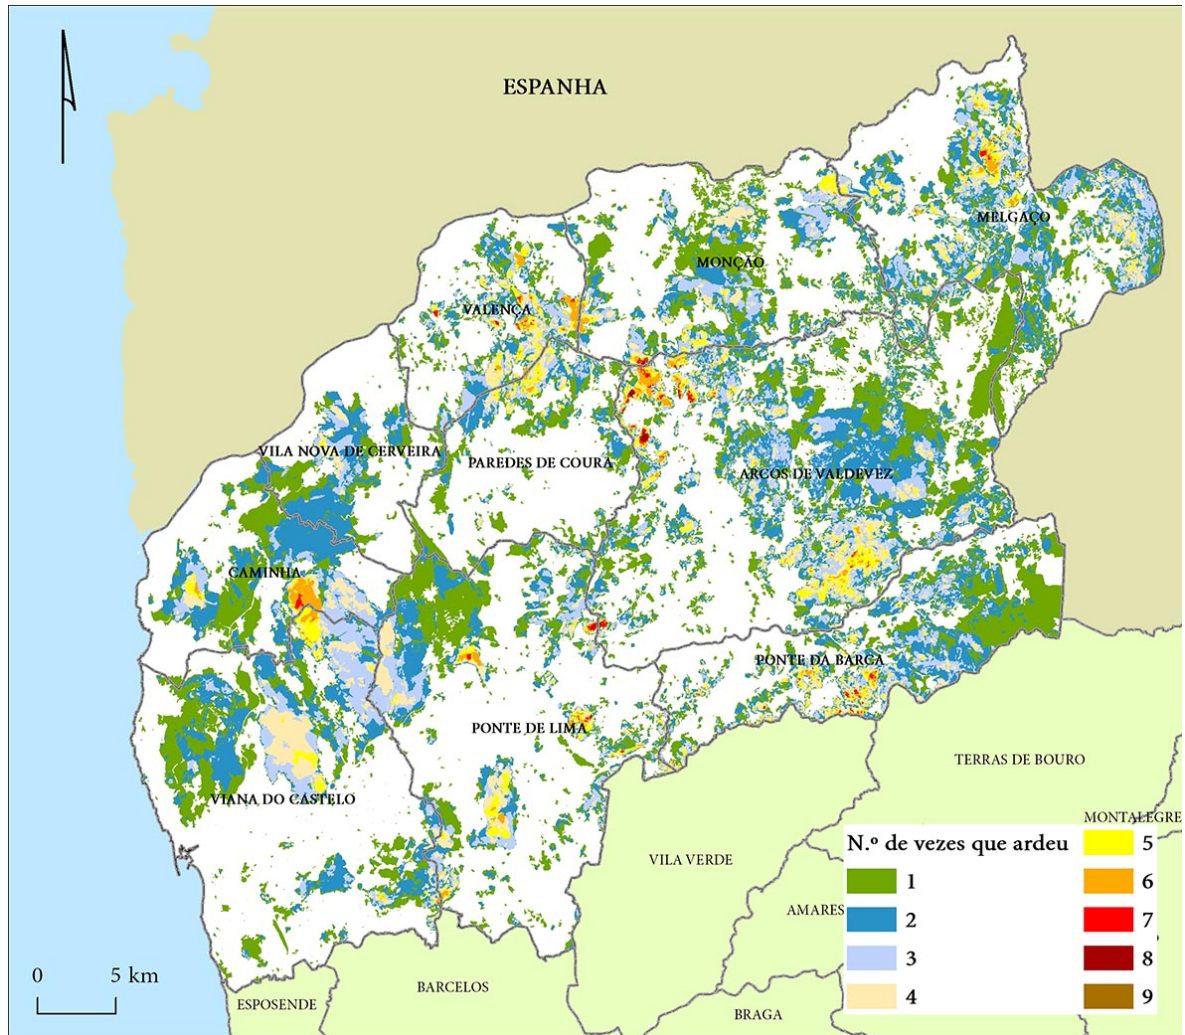 ESPANHA
MELGAÇO
MONÇÃO
VALENÇA
VILA NOVA DE CERVEIRA
PAREDES DE COURA
ARCOS DE VALDEVEZ
CAMINHA
PONTE DA BARCA
PONTE DE LIMA
VIANA DO CASTELO
TERRAS DE BOURO
MONTALEGRE
VILA VERDE
AMARES
BARCELOS
ESPOSENDE
BRAGA
N.º de vezes que ardeu
1
2
3
4
5
6
7
8
9
0 5 km